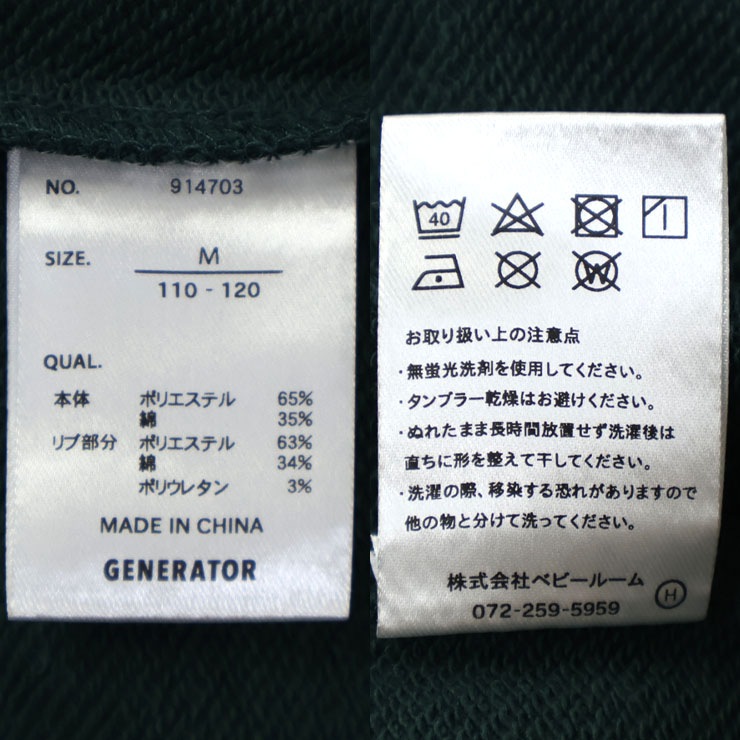 NO. 914703
SIZE. M
110 - 120
QUAL.
本体 ポリエステル 65%
綿 35%
リブ部分 ポリエステル 63%
綿 34%
ポリウレタン 3%
MADE IN CHINA
GENERATOR
40
W
お取り扱い上の注意点
・無蛍光洗剤を使用してください。
・タンブラー乾燥はお避けください。
・ぬれたまま長時間放置せず洗濯後は
直ちに形を整えて干してください。
・洗濯の際、移染する恐れがありますので
他の物と分けて洗ってください。
株式会社ベビールーム
072-259-5959
H